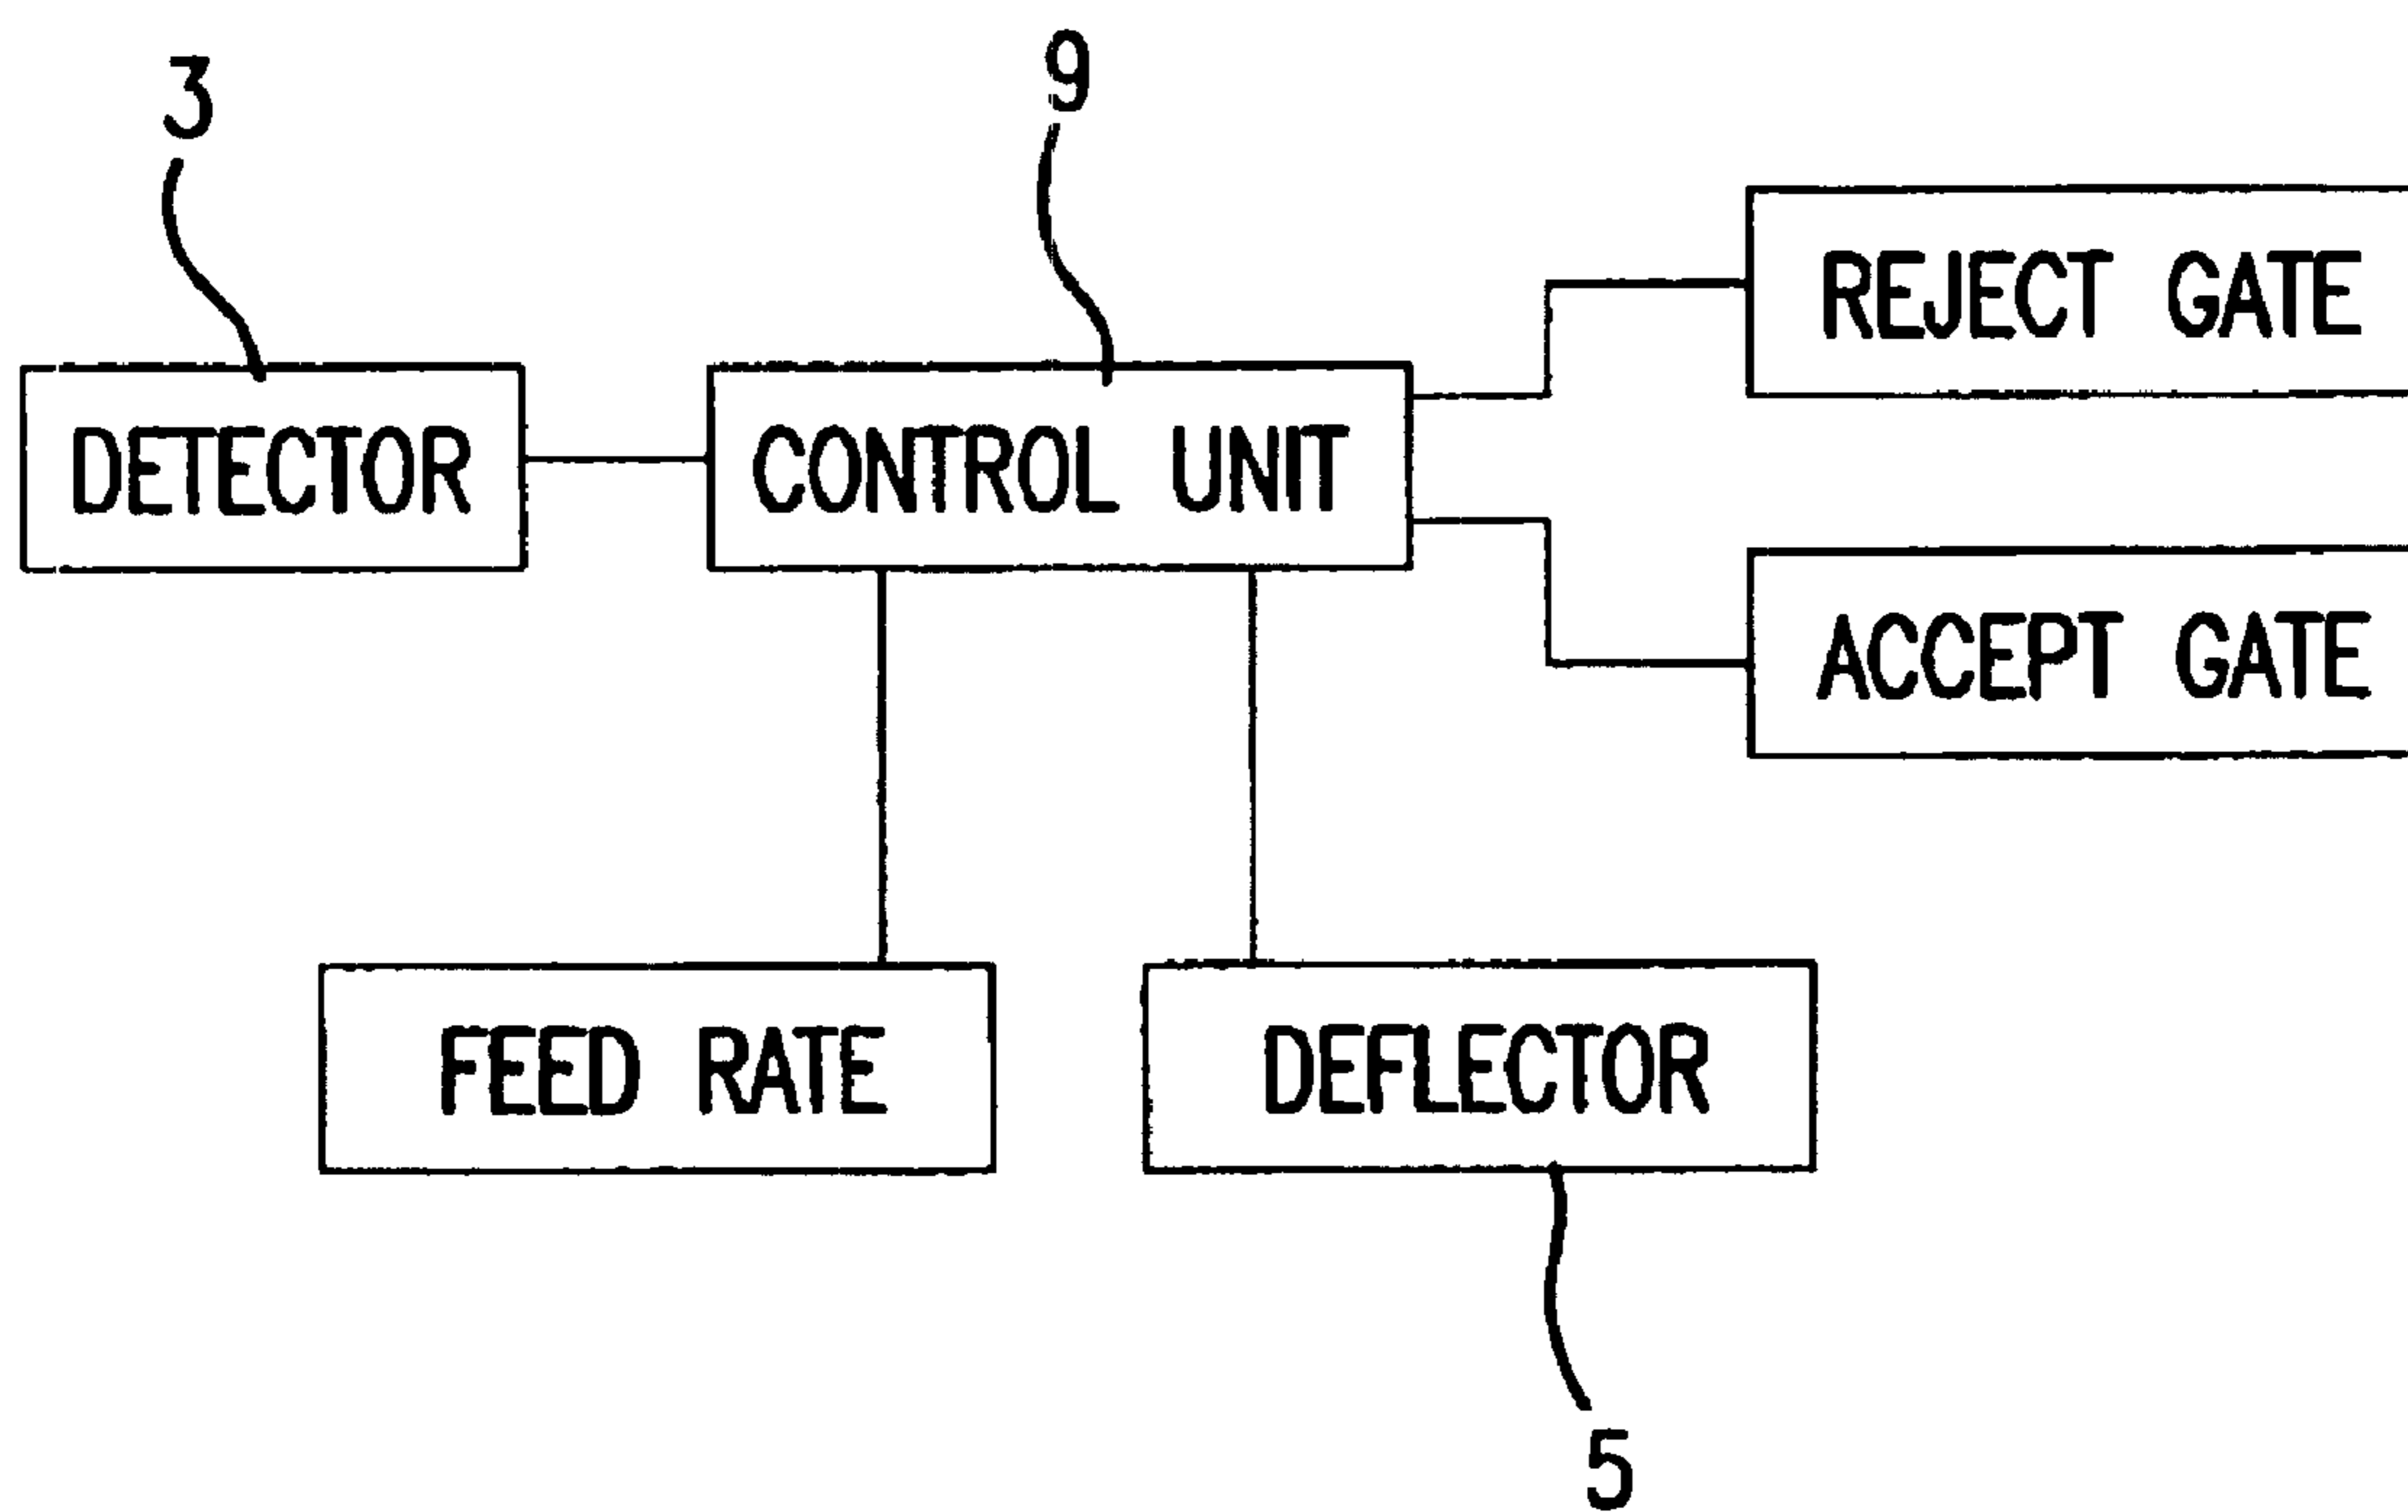 3
9
REJECT GATE
DETECTOR
CONTROL UNIT
ACCEPT GATE
FEED RATE
DEFLECTOR
5